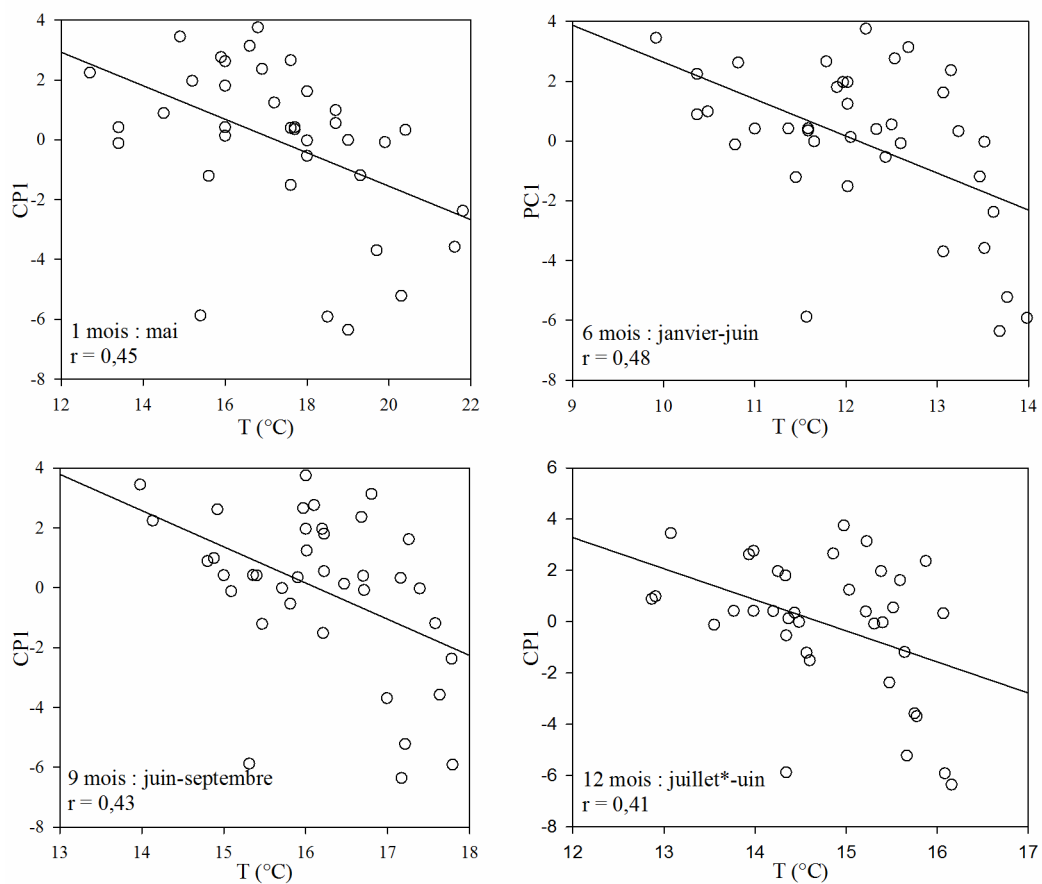 4
2
0
-2
-4
-6
-8
CP1
1 mois : mai
r = 0,45
12 14 16 18 20 22
T (°C)
4
2
0
-2
-4
-6
-8
PC1
6 mois : janvier-juin
r = 0,48
9 10 11 12 13 14
T (°C)
4
2
0
-2
-4
-6
-8
CP1
9 mois : juin-septembre
r = 0,43
13 14 15 16 17 18
T (°C)
6
4
2
0
-2
-4
-6
-8
CP1
12 mois : juillet*-uin
r = 0,41
12 13 14 15 16 17
T (°C)